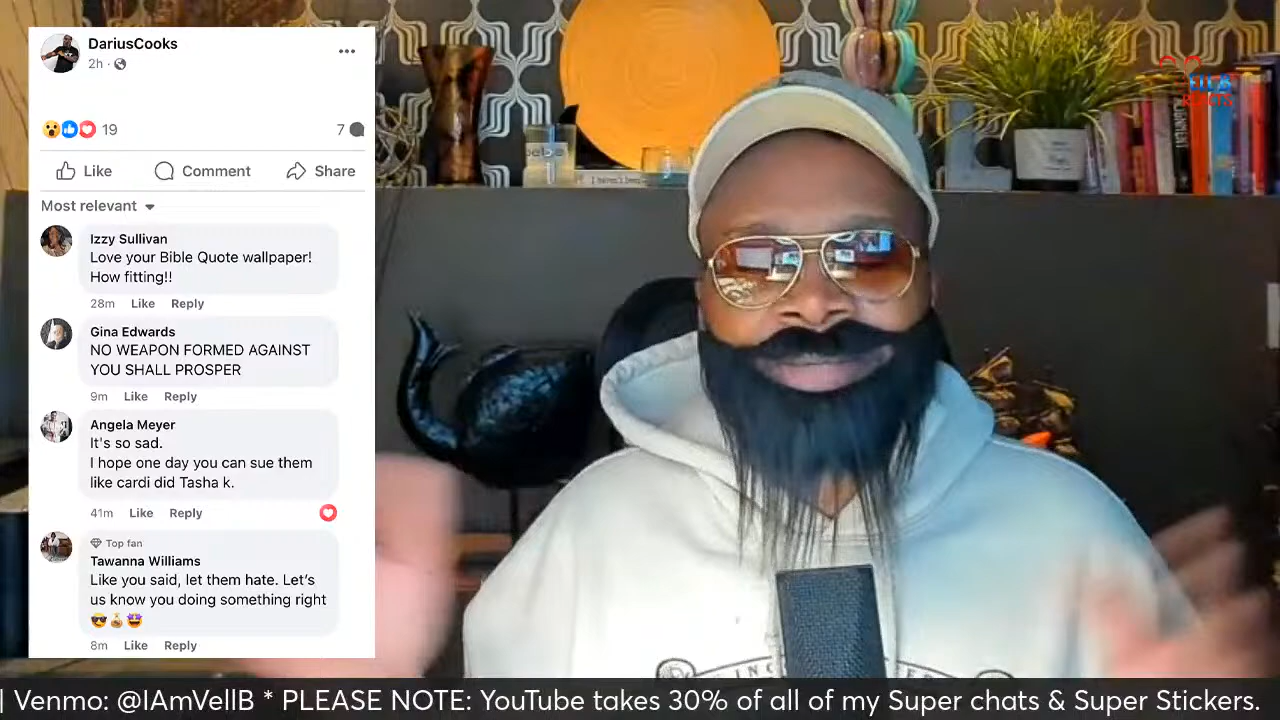 DariusCooks
2h ·
19
7
Like
Comment
Share
Most relevant
Izzy Sullivan
Love your Bible Quote wallpaper!
How fitting!!
28m Like Reply
Gina Edwards
NO WEAPON FORMED AGAINST
YOU SHALL PROSPER
9m Like Reply
Angela Meyer
It's so sad.
I hope one day you can sue them
like cardi did Tasha k.
41m Like Reply
Top fan
Tawanna Williams
Like you said, let them hate. Let's
us know you doing something right
8m Like Reply
| Venmo: @IAmVellB * PLEASE NOTE: YouTube takes 30% of all of my Super chats & Super Stickers.